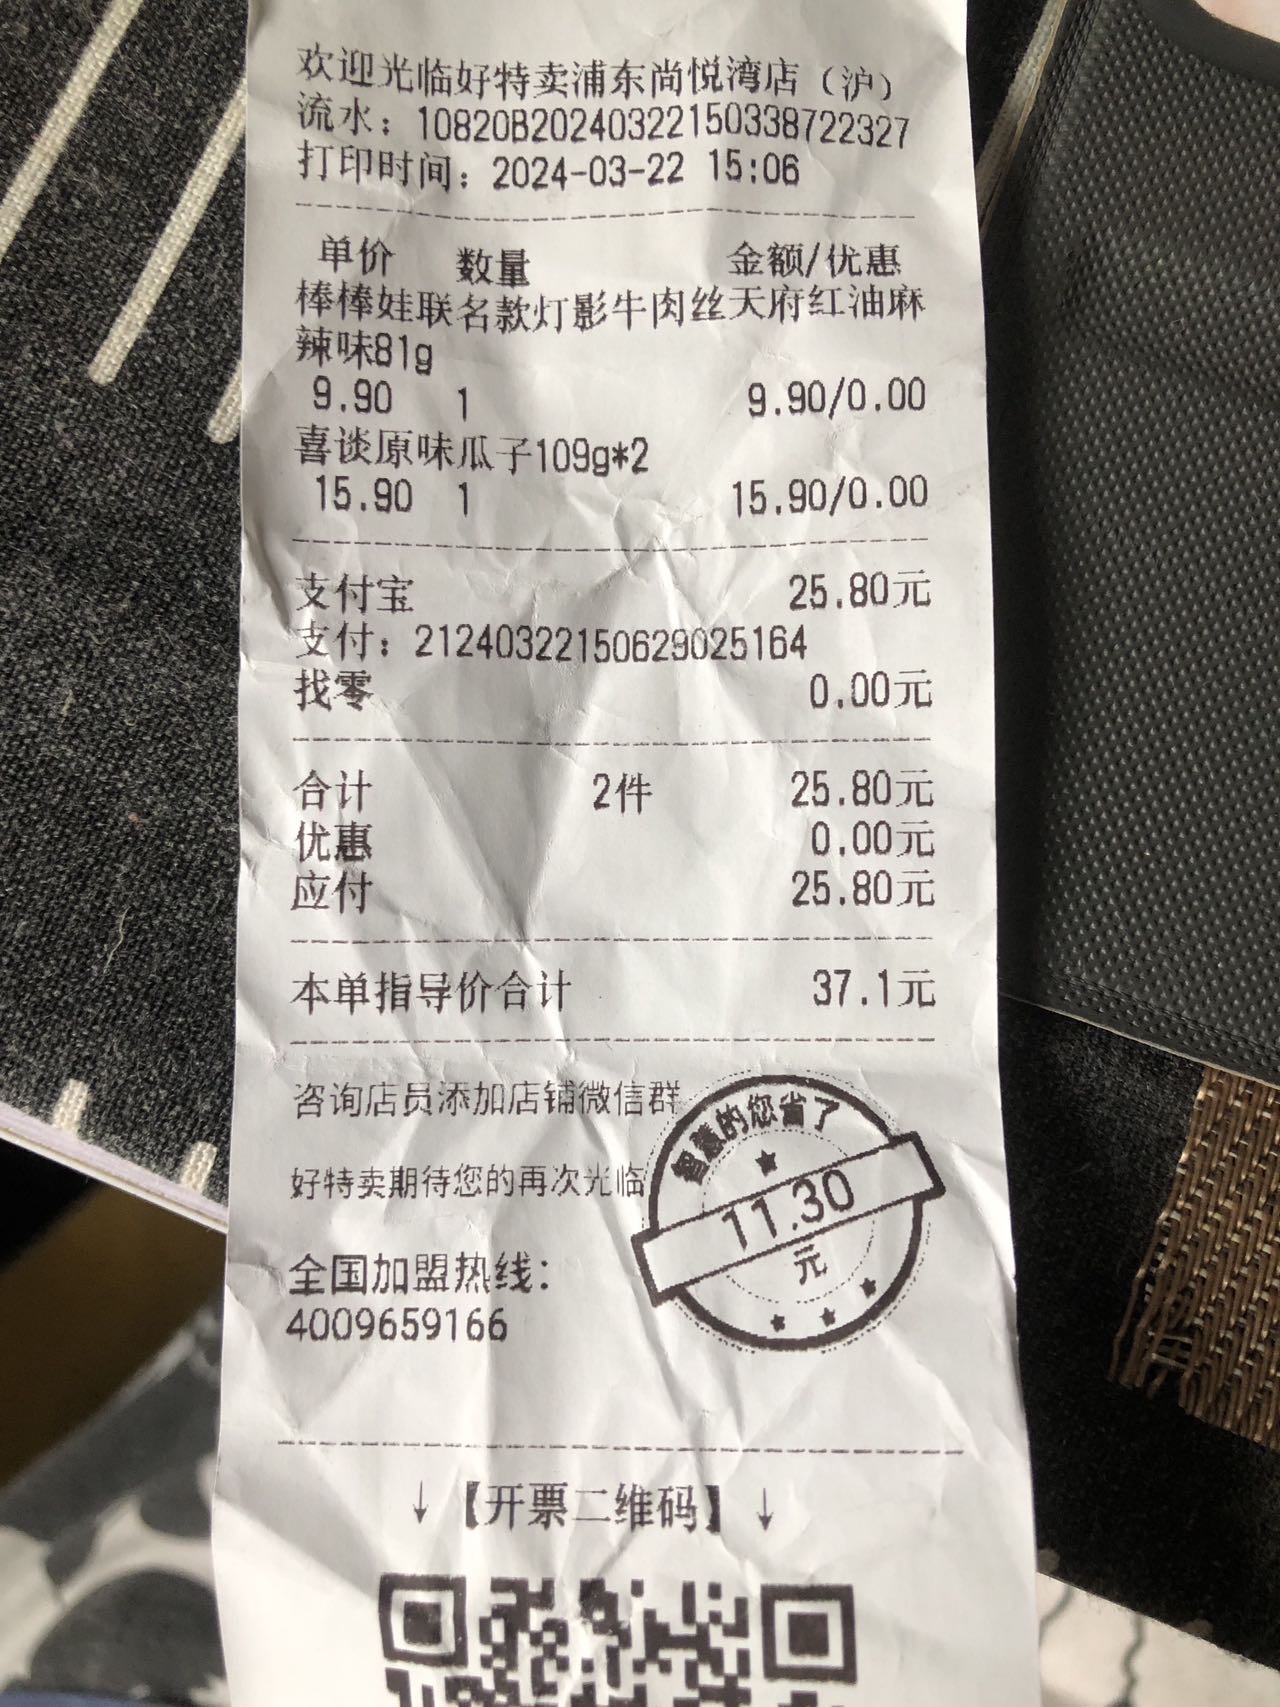 欢迎光临好特卖浦东尚悦湾店（沪）
流水：10820B20240322150338722327
打印时间：2024-03-22 15:06
单价 数量 金额/优惠
棒棒娃联名款灯影牛肉丝天府红油麻
辣味81g
9.90 1 9.90/0.00
喜谈原味瓜子109g*2
15.90 1 15.90/0.00
支付宝 25.80元
支付：21240322150629025164
找零 0.00元
合计 2件 25.80元
优惠 0.00元
应付 25.80元
本单指导价合计 37.1元
咨询店员添加店铺微信群
智慧的您省了
11.30
元
好特卖期待您的再次光临
全国加盟热线：
4009659166
↓【开票二维码】↓